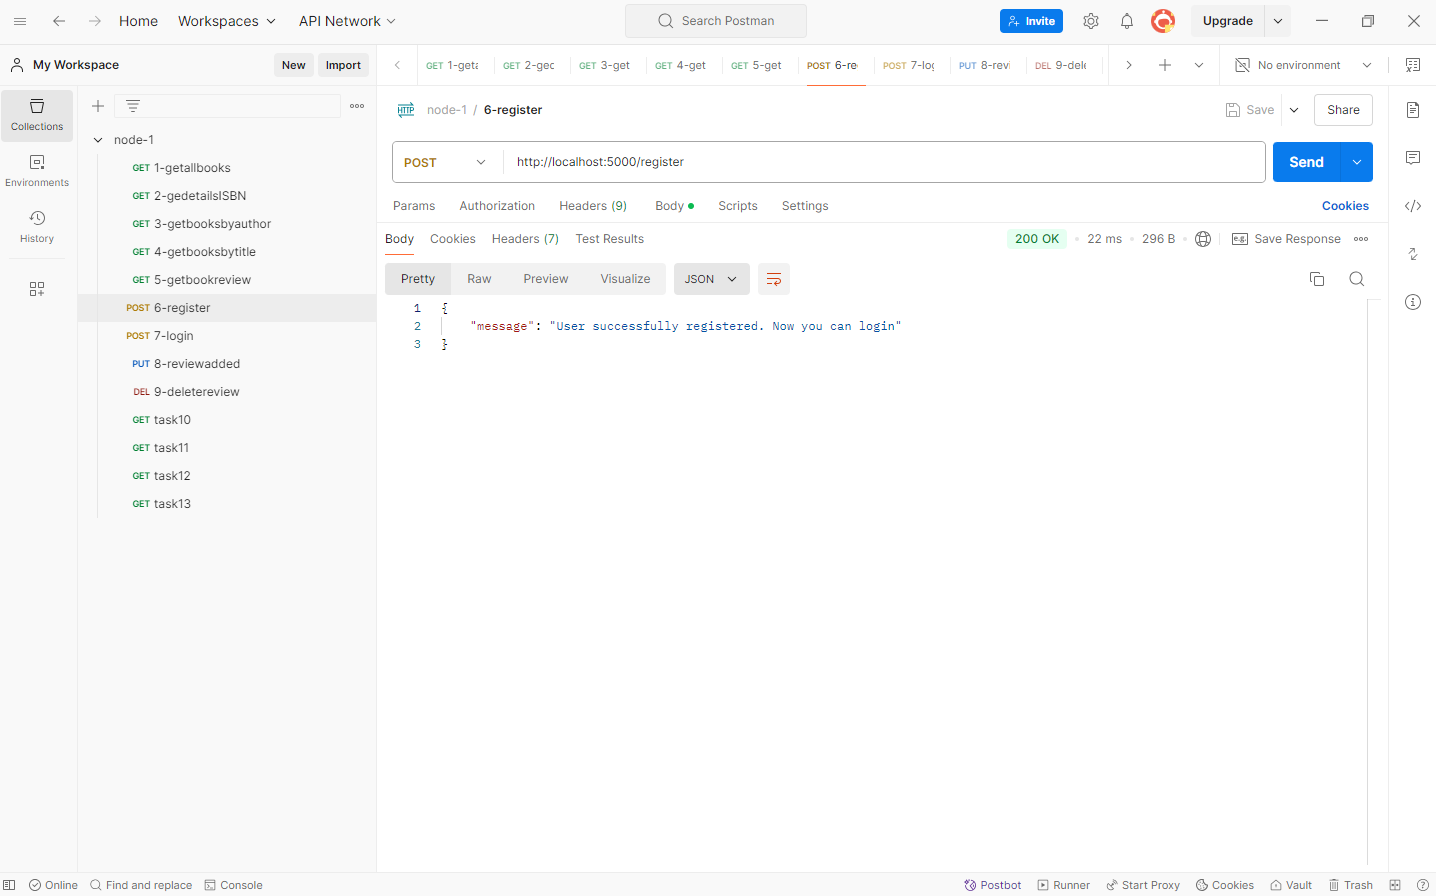 Home Workspaces API Network Search Postman Invite Upgrade
My Workspace New Import
GET 1-geta GET 2-gec GET 3-get GET 4-get GET 5-get POST 6-re POST 7-log PUT 8-revi DEL 9-dele No environment
Collections
Environments
History
node-1
GET 1-getallbooks
GET 2-gedetailsISBN
GET 3-getbooksbyauthor
GET 4-getbooksbytitle
GET 5-getbookreview
POST 6-register
POST 7-login
PUT 8-reviewadded
DEL 9-deletereview
GET task10
GET task11
GET task12
GET task13
HTTP node-1 / 6-register Save Share
POST http://localhost:5000/register Send
Params Authorization Headers (9) Body Scripts Settings Cookies
Body Cookies Headers (7) Test Results 200 OK 22 ms 296 B e.g. Save Response
Pretty Raw Preview Visualize JSON
1 {
2 "message": "User successfully registered. Now you can login"
3 }
Online Find and replace Console Postbot Runner Start Proxy Cookies Vault Trash